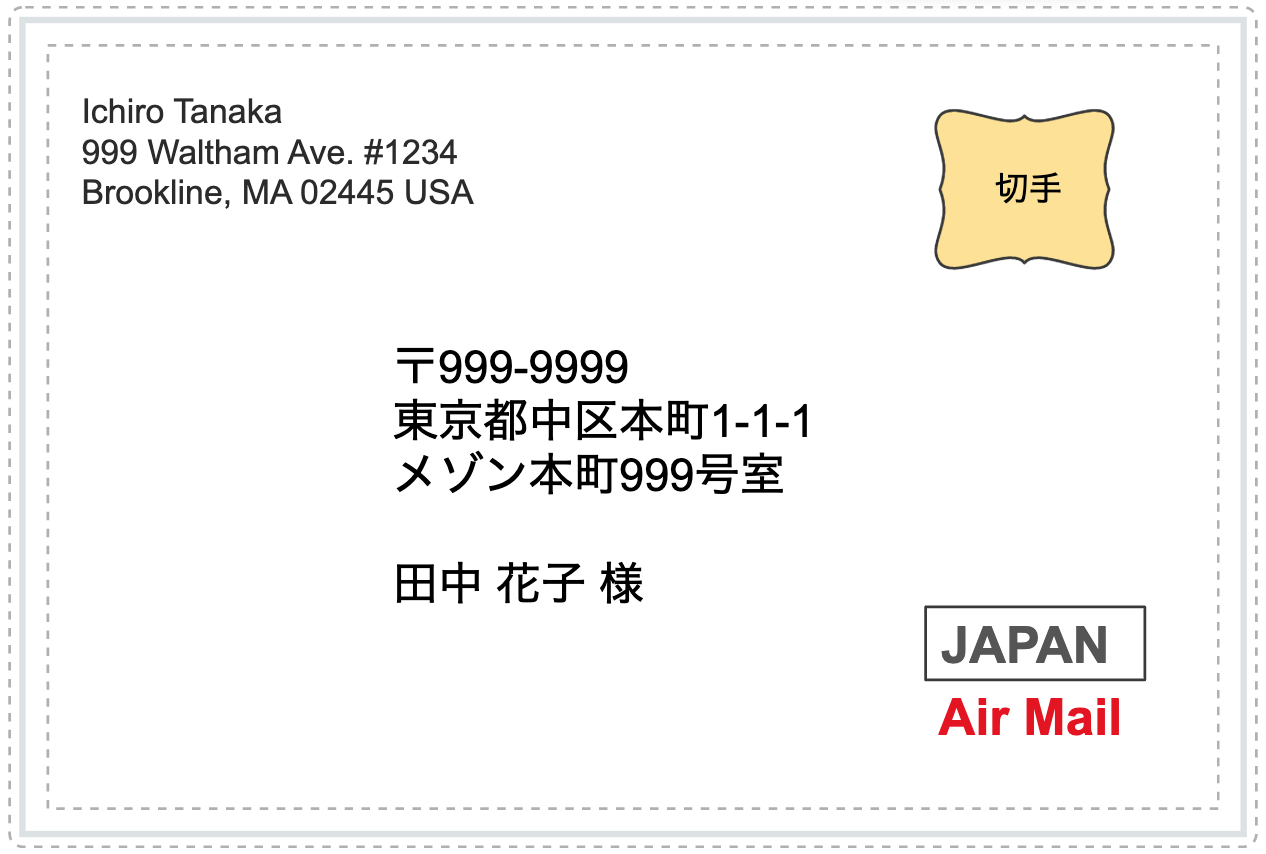 Ichiro Tanaka
999 Waltham Ave. #1234
Brookline, MA 02445 USA
切手
〒999-9999
東京都中区本町1-1-1
メゾン本町999号室
田中 花子 様
JAPAN
Air Mail